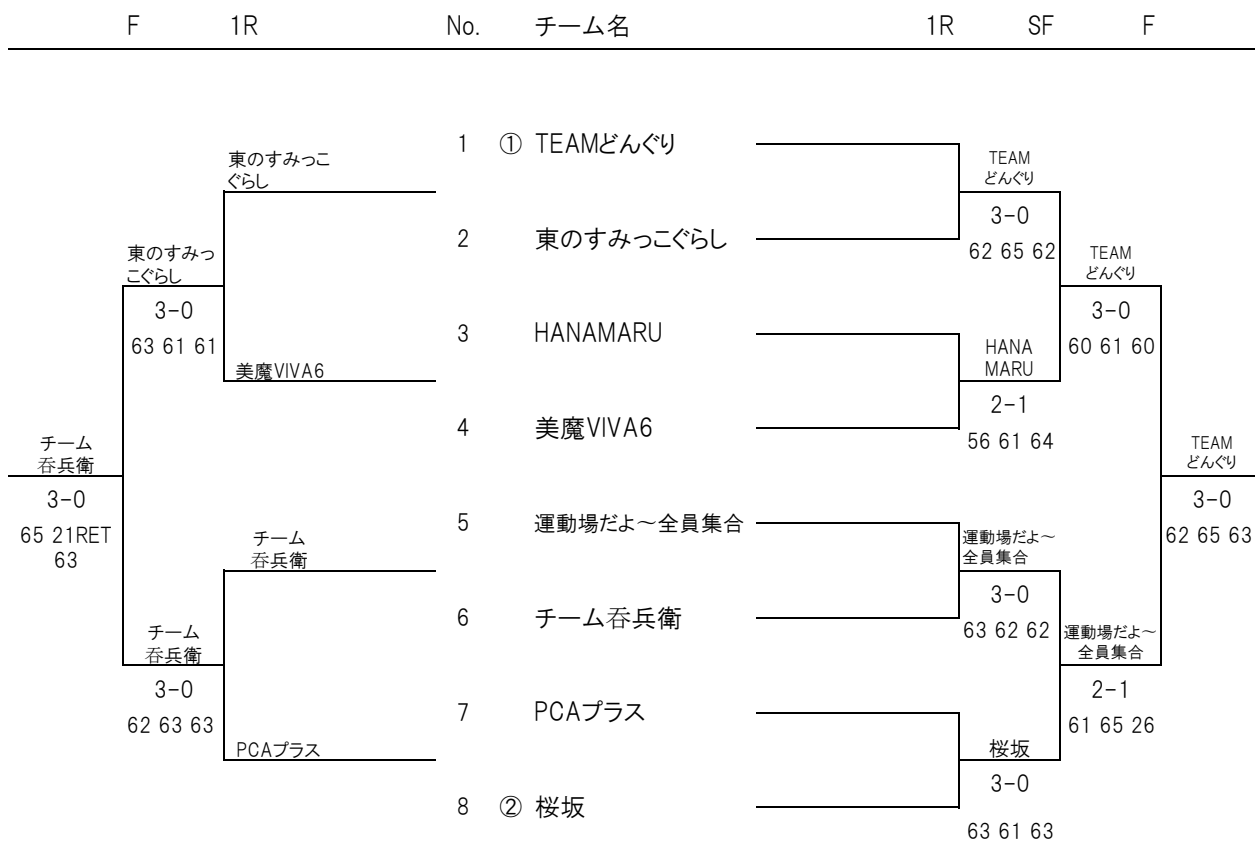 F 1R No. チーム名 1R SF F
1 ① TEAMどんぐり
東のすみっこ
ぐらし
TEAM
どんぐり
3-0
2 東のすみっこぐらし
62 65 62
東のすみっ
こぐらし
TEAM
どんぐり
3-0
3-0
3 HANAMARU
63 61 61
HANA
MARU
60 61 60
美魔VIVA6
2-1
4 美魔VIVA6
56 61 64
チーム
呑兵衛
TEAM
どんぐり
3-0
3-0
5 運動場だよ~全員集合
65 21RET
63
チーム
呑兵衛
運動場だよ~
全員集合
62 65 63
3-0
6 チーム呑兵衛
63 62 62
チーム
呑兵衛
運動場だよ~
全員集合
3-0
2-1
7 PCAプラス
62 63 63
61 65 26
PCAプラス
桜坂
3-0
8 ② 桜坂
63 61 63